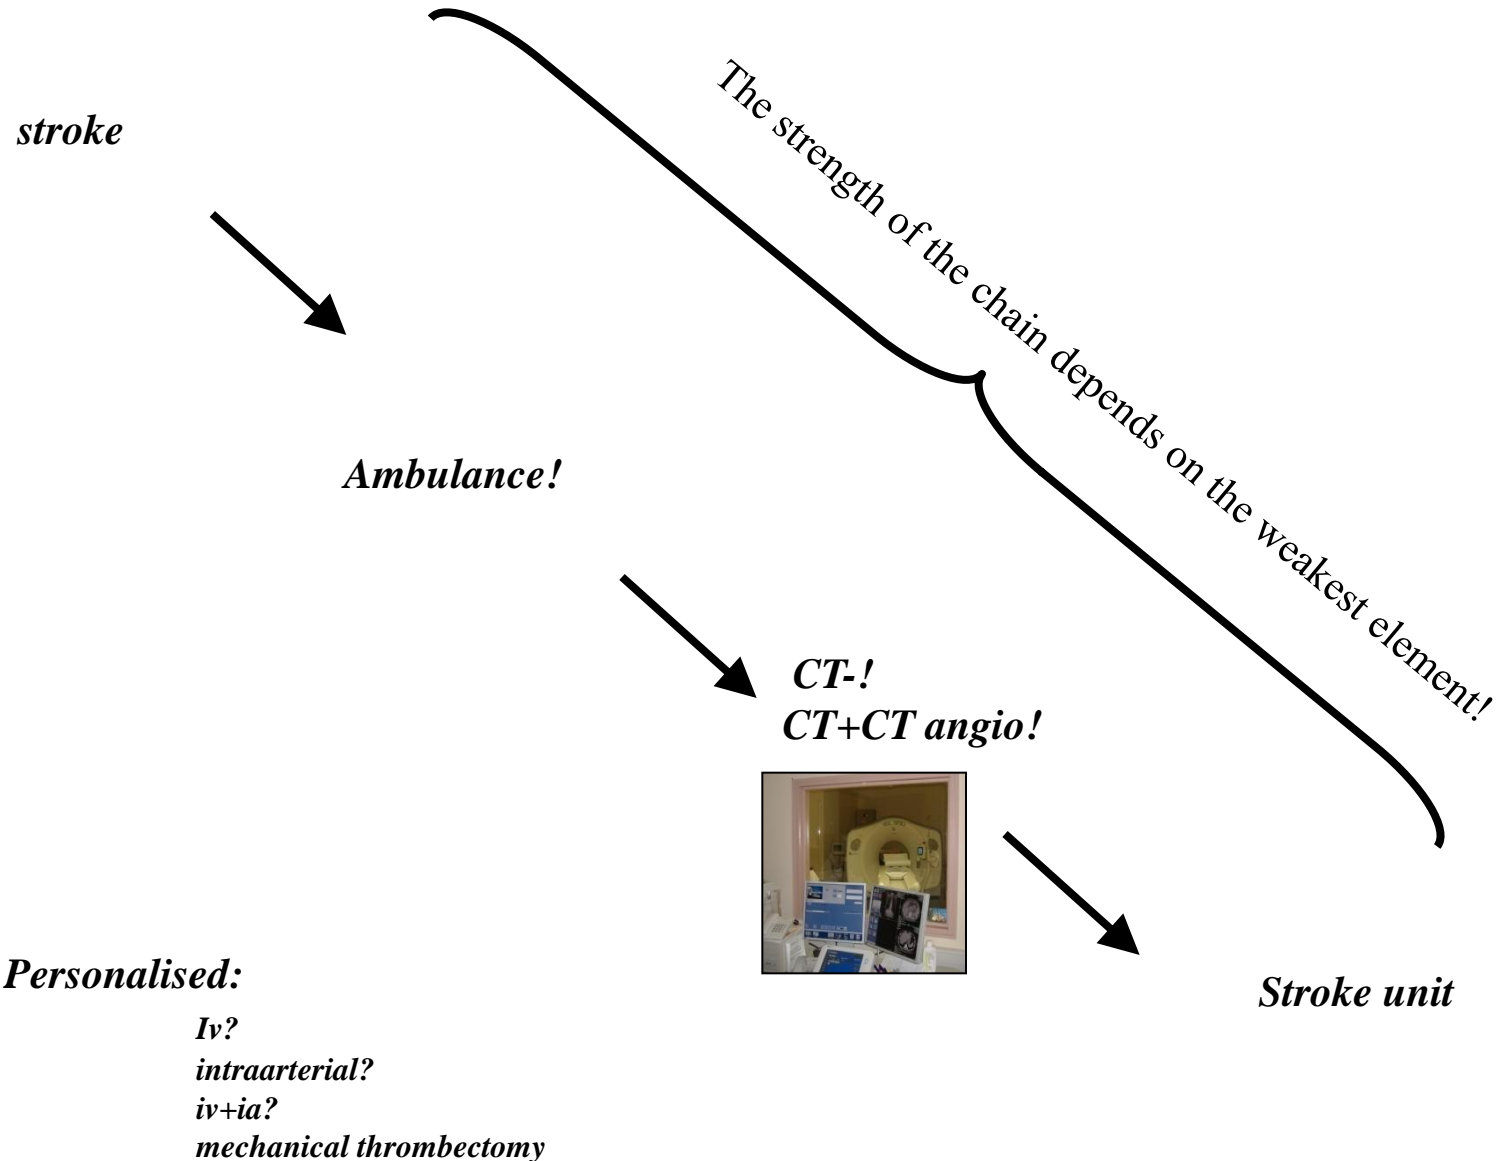 stroke
The strength of the chain depends on the weakest element!
Ambulance!
CT-!
CT+CT angio!
Stroke unit
Personalised:
Iv?
intraarterial?
iv+ia?
mechanical thrombectomy